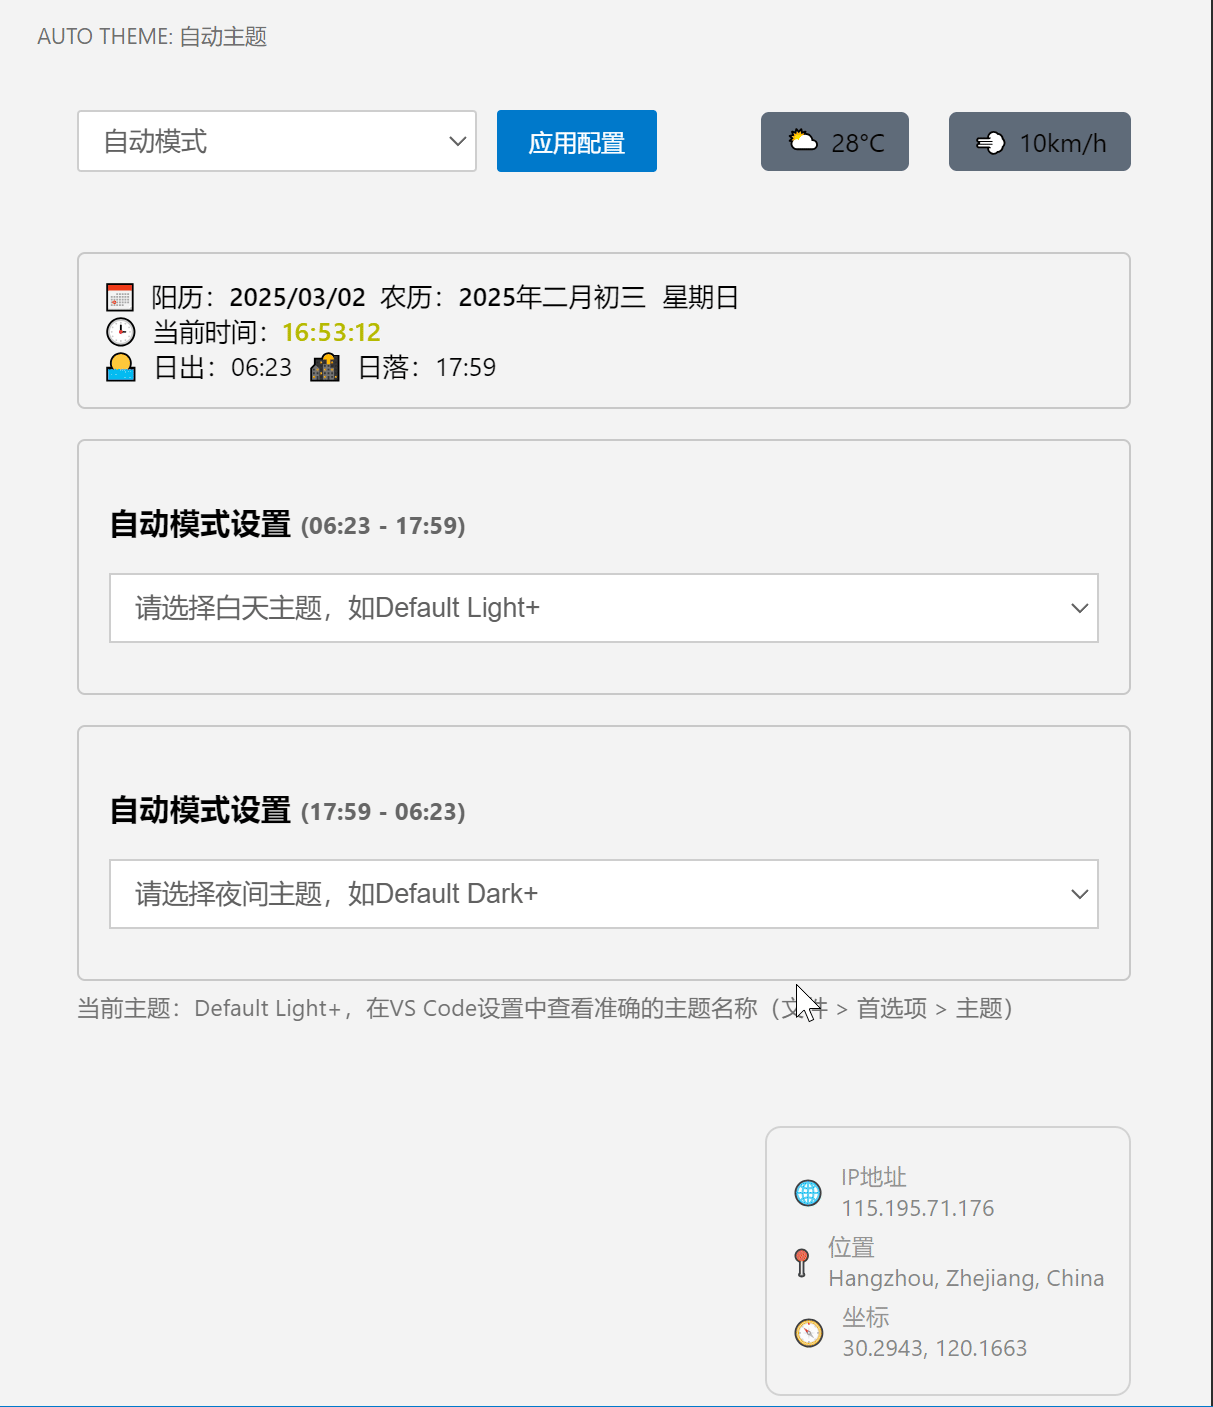 AUTO THEME: 自动主题
自动模式
应用配置
28°C
10km/h
阳历：2025/03/02 农历：2025年二月初三 星期日
当前时间：16:53:12
日出：06:23 日落：17:59
自动模式设置 (06:23 - 17:59)
请选择白天主题，如Default Light+
自动模式设置 (17:59 - 06:23)
请选择夜间主题，如Default Dark+
当前主题：Default Light+，在VS Code设置中查看准确的主题名称（文件 > 首选项 > 主题）
IP地址
115.195.71.176
位置
Hangzhou, Zhejiang, China
坐标
30.2943, 120.1663